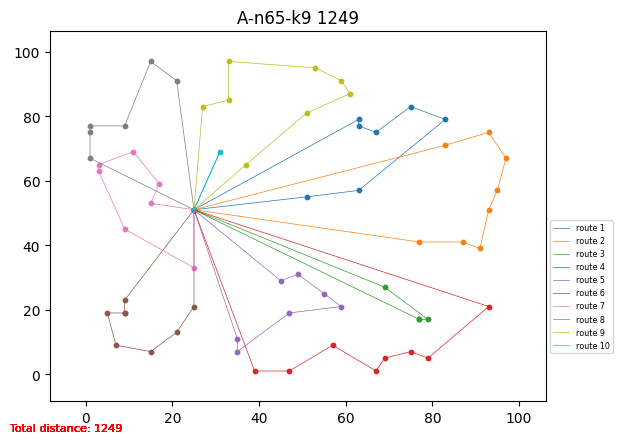 A-n65-k9 1249
100
80
60
40
20
0
0 20 40 60 80 100
route 1
route 2
route 3
route 4
route 5
route 6
route 7
route 8
route 9
route 10
Total distance: 1249